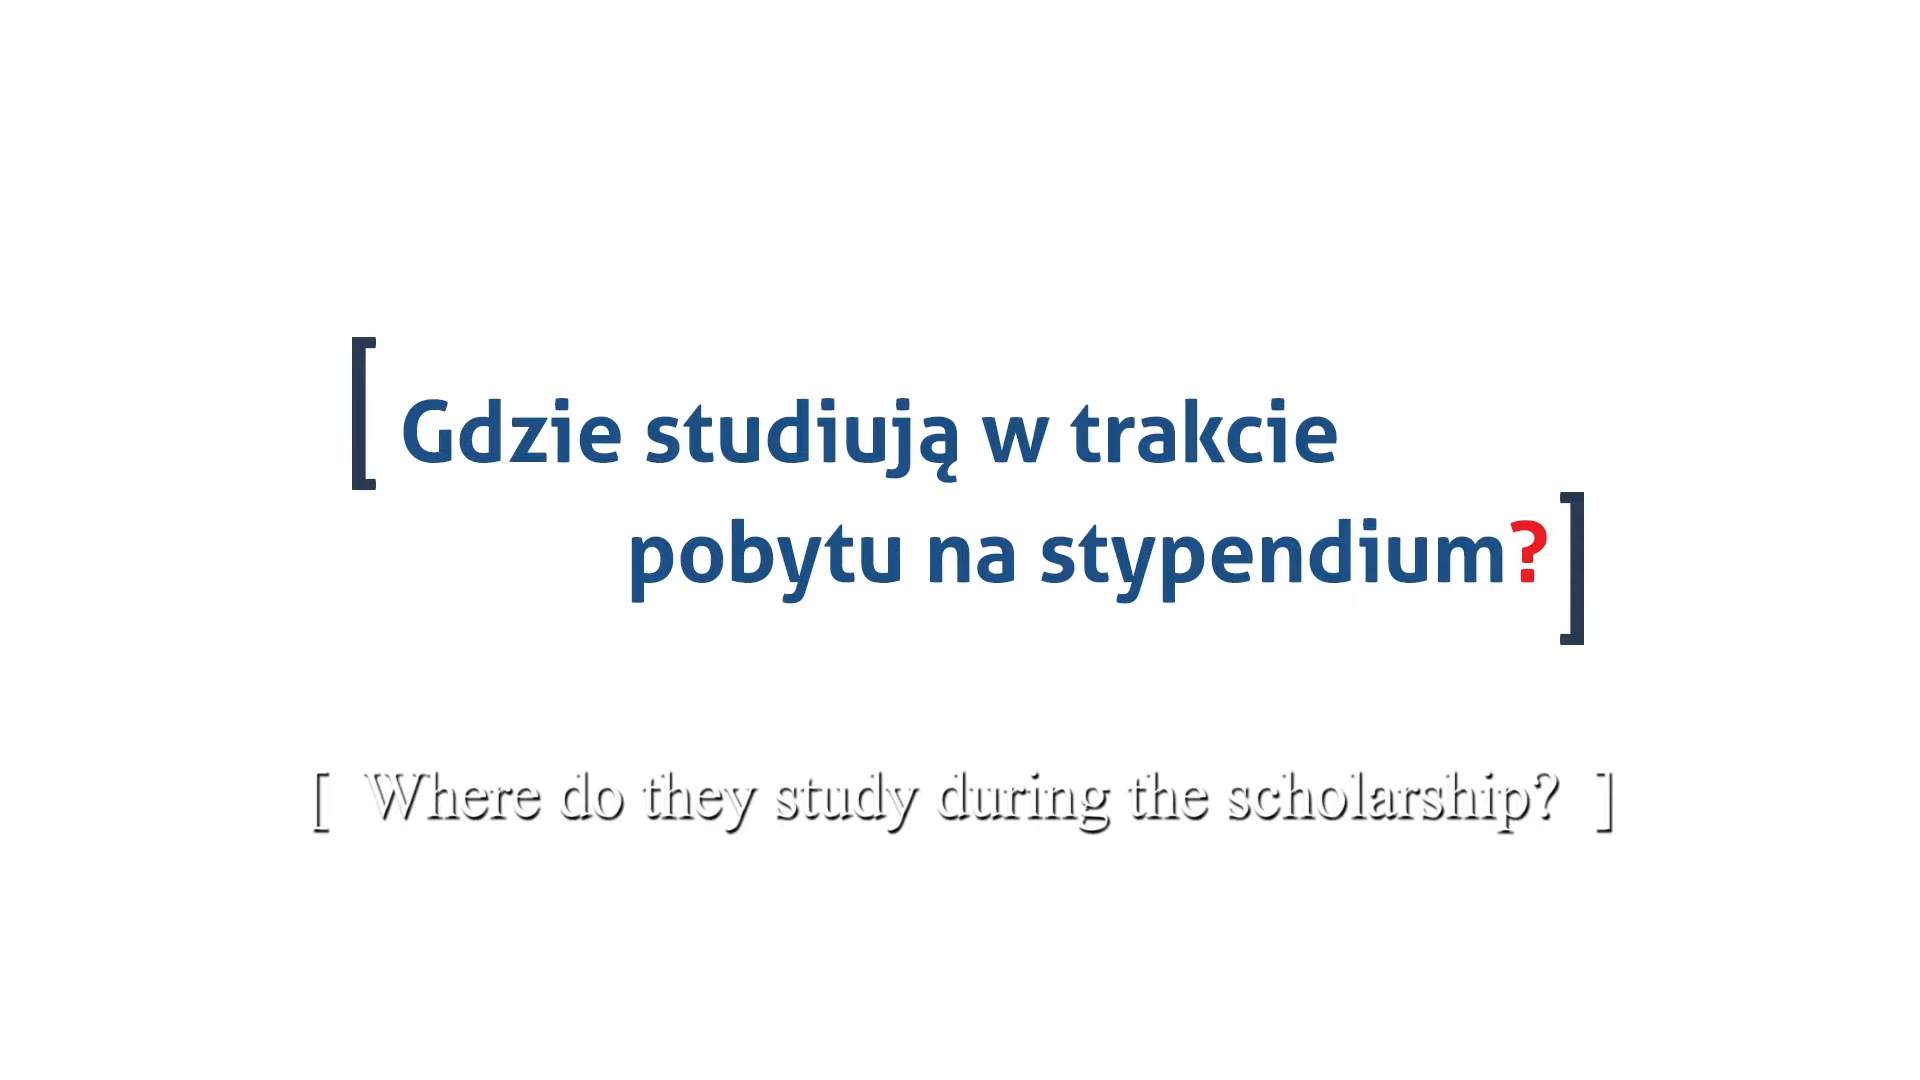 [ Gdzie studiują w trakcie
pobytu na stypendium? ]
[ Where do they study during the scholarship? ]